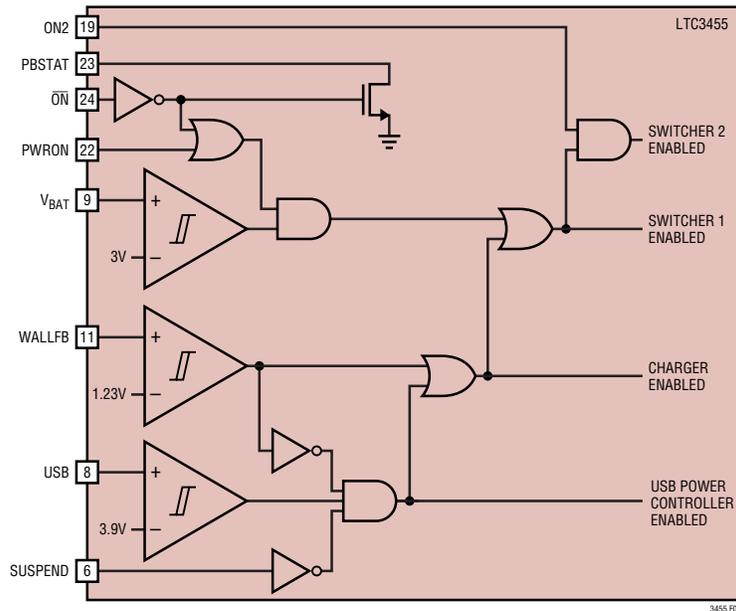 LTC3455
ON2 19
PBSTAT 23
ON 24
PWRON 22
VBAT 9
+
3V –
WALLFB 11
+
1.23V –
USB 8
+
3.9V –
SUSPEND 6
SWITCHER 2
ENABLED
SWITCHER 1
ENABLED
CHARGER
ENABLED
USB POWER
CONTROLLER
ENABLED